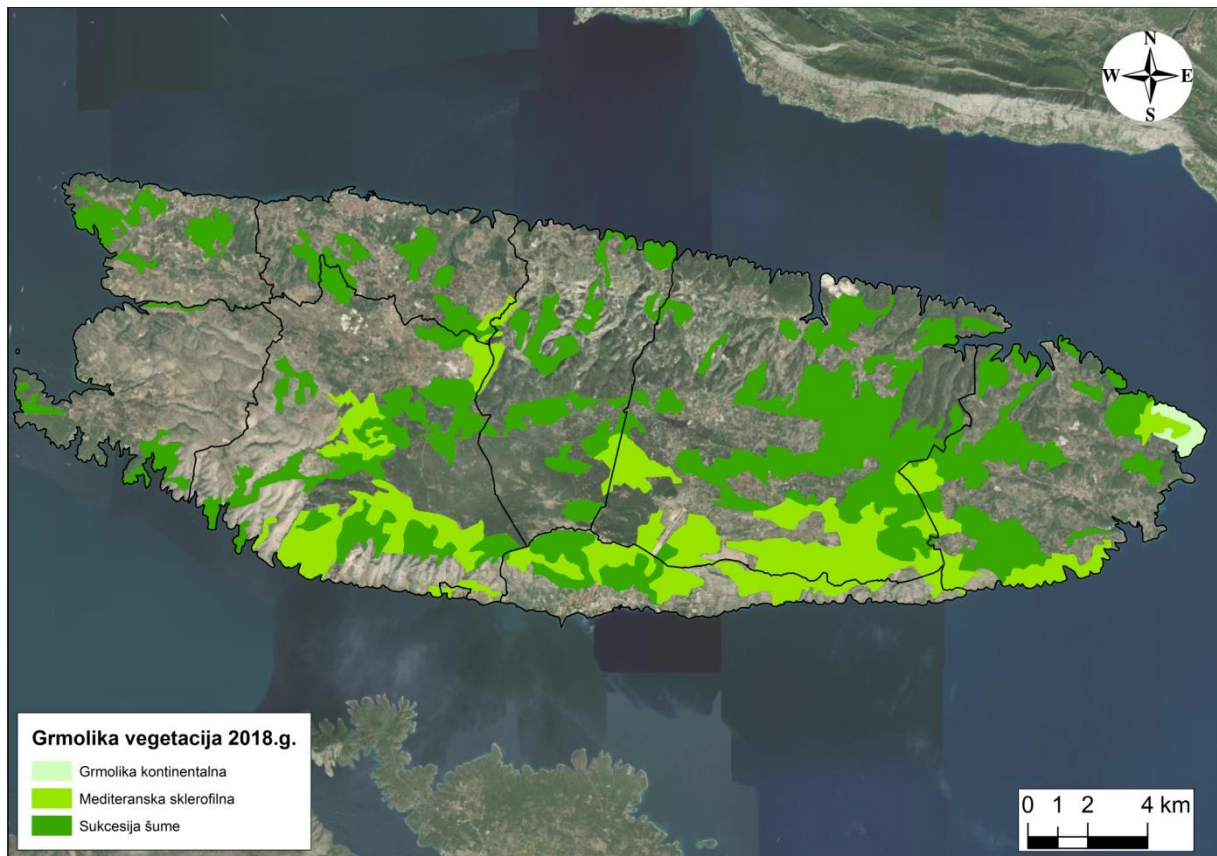 N
W E
S
Grmolika vegetacija 2018.g.
Grmolika kontinentalna
Mediteranska sklerofilna
Sukcesija šume
0 1 2 4 km